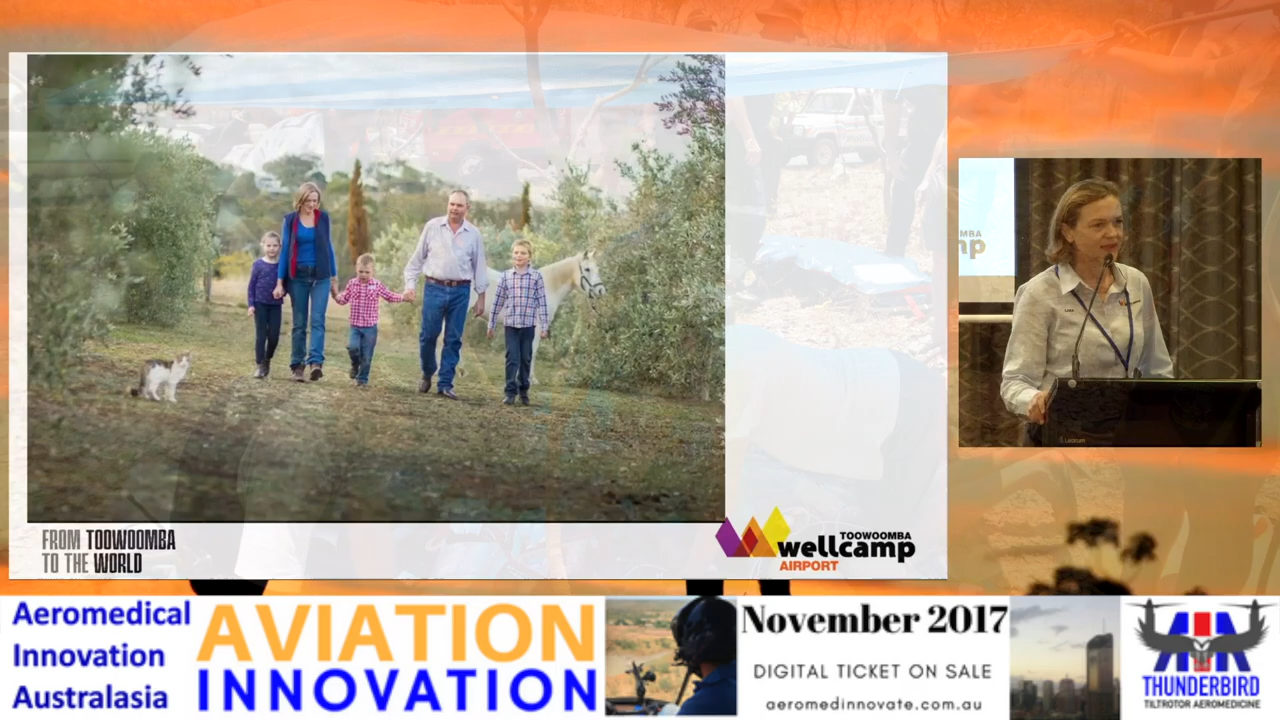 FROM TOOWOOMBA
TO THE WORLD
TOOWOOMBA
wellcamp
AIRPORT
Aeromedical
Innovation
Australasia
AVIATION
INNOVATION
November 2017
DIGITAL TICKET ON SALE
aeromedinnovate.com.au
THUNDERBIRD
TILTROTOR AEROMEDICINE